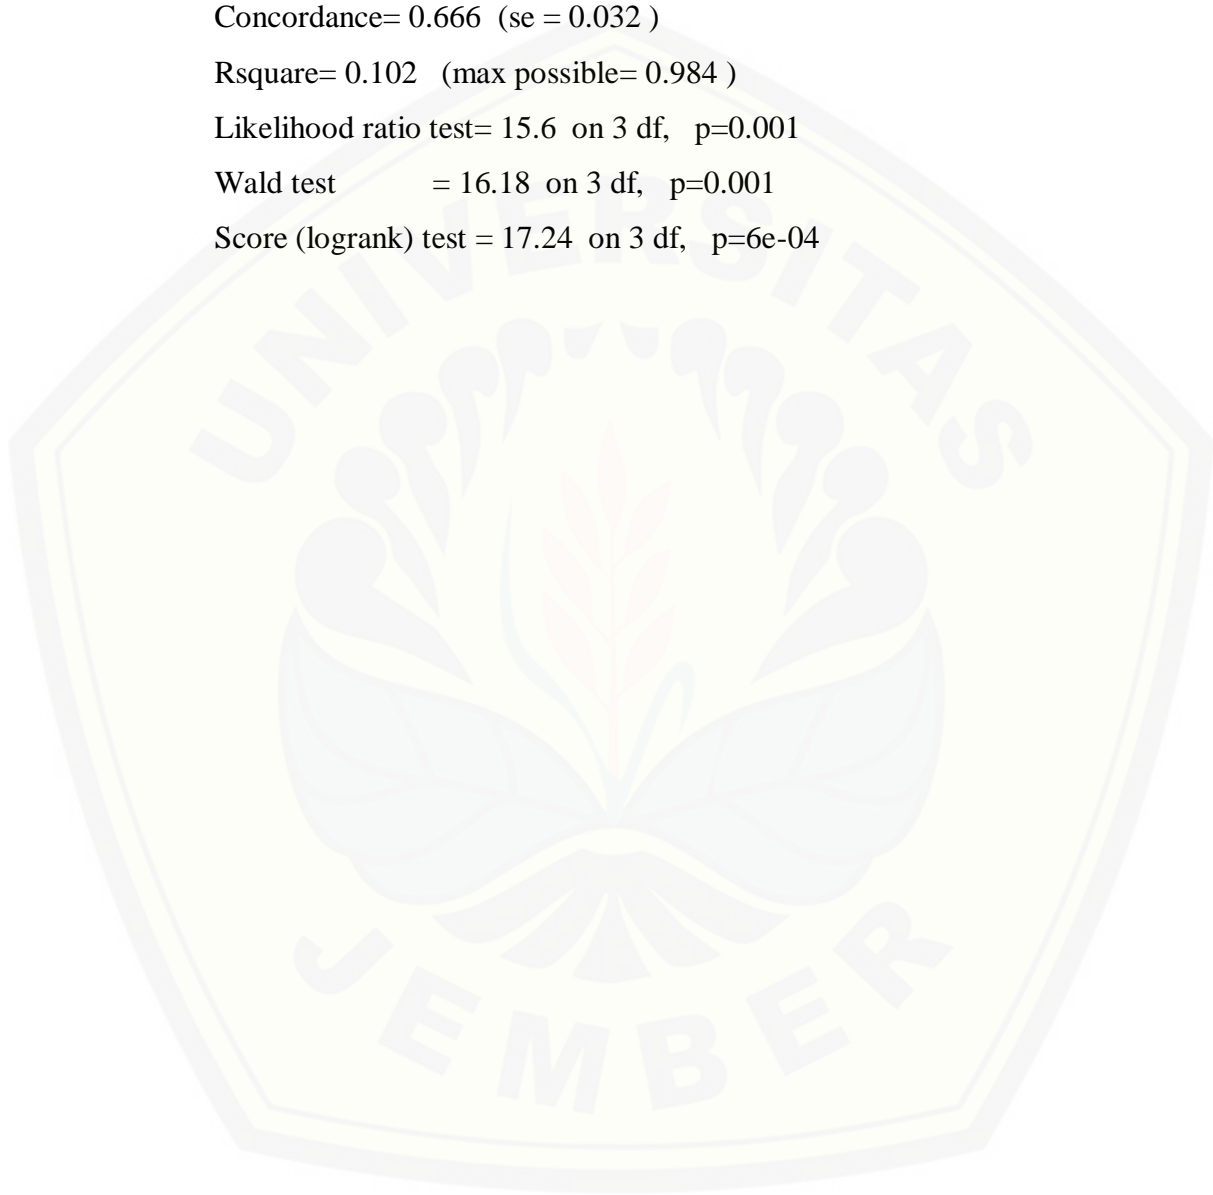 Concordance= 0.666 (se = 0.032 )
Rsquare= 0.102 (max possible= 0.984 )
Likelihood ratio test= 15.6 on 3 df, p=0.001
Wald test = 16.18 on 3 df, p=0.001
Score (logrank) test = 17.24 on 3 df, p=6e-04
UNIVERSITAS
JEMBER